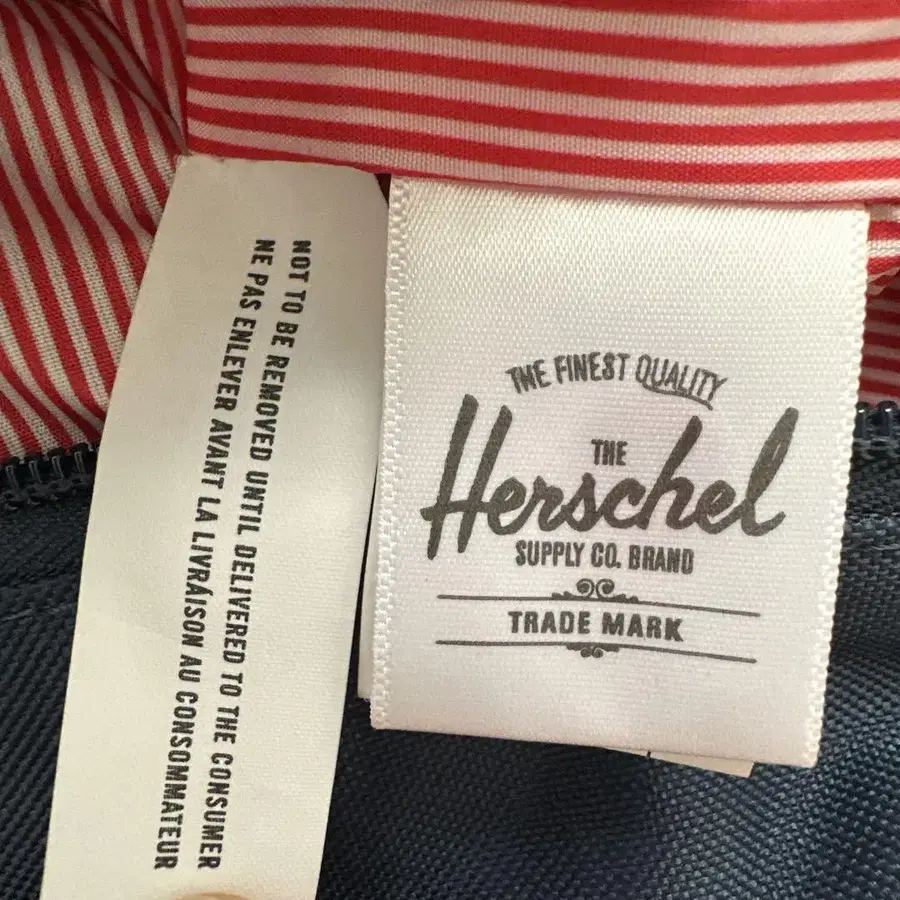 NOT TO BE REMOVED UNTIL DELIVERED TO THE CONSUMER
NE PAS ENLEVER AVANT LA LIVRÁISON AU CONSOMMATEUR
THE FINEST QUALITY
THE
Herschel
SUPPLY CO. BRAND
TRADE MARK